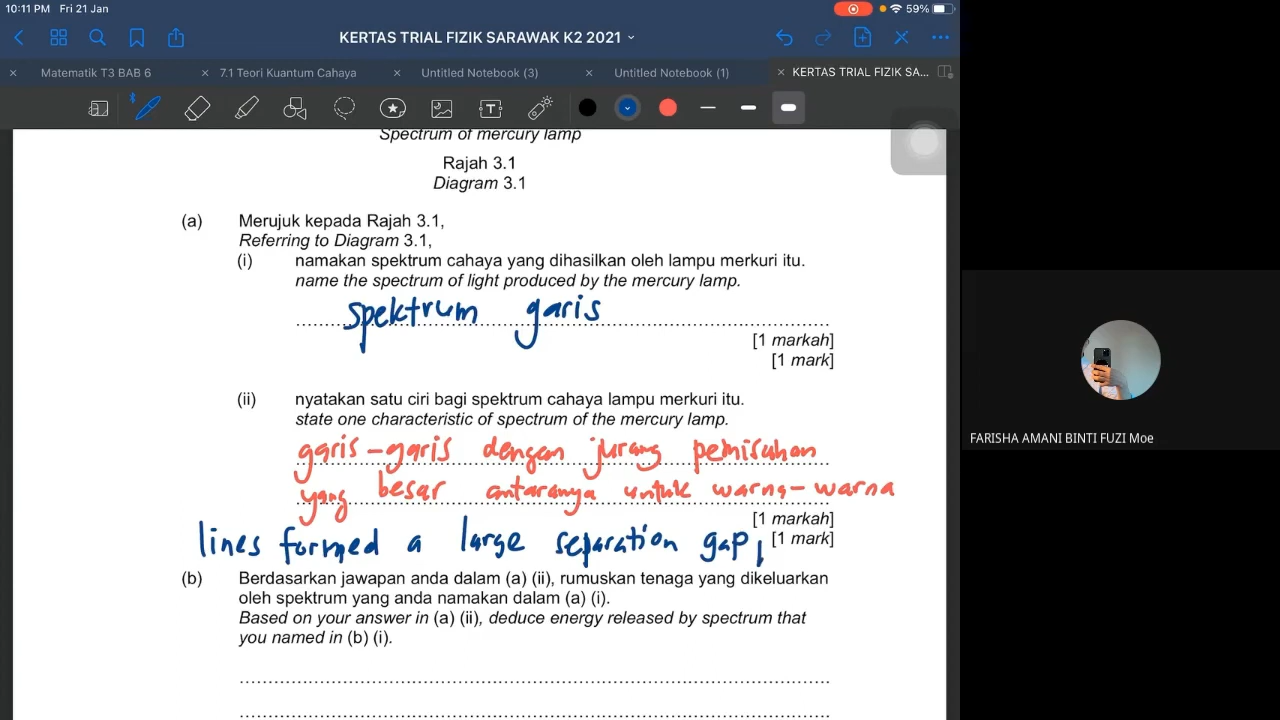 10:11 PM Fri 21 Jan
59%
KERTAS TRIAL FIZIK SARAWAK K2 2021
Matematik T3 BAB 6
7.1 Teori Kuantum Cahaya
Untitled Notebook (3)
Untitled Notebook (1)
KERTAS TRIAL FIZIK SA...
Spectrum of mercury lamp
Rajah 3.1
Diagram 3.1
(a) Merujuk kepada Rajah 3.1,
Referring to Diagram 3.1,
(i) namakan spektrum cahaya yang dihasilkan oleh lampu merkuri itu.
name the spectrum of light produced by the mercury lamp.
spektrum garis
[1 markah]
[1 mark]
(ii) nyatakan satu ciri bagi spektrum cahaya lampu merkuri itu.
state one characteristic of spectrum of the mercury lamp.
garis-garis dengan jurang pemisahan
yang besar antaranya untuk warna-warna
[1 markah]
lines formed a large separation gap, [1 mark]
(b) Berdasarkan jawapan anda dalam (a) (ii), rumuskan tenaga yang dikeluarkan
oleh spektrum yang anda namakan dalam (a) (i).
Based on your answer in (a) (ii), deduce energy released by spectrum that
you named in (b) (i).
FARISHA AMANI BINTI FUZI Moe